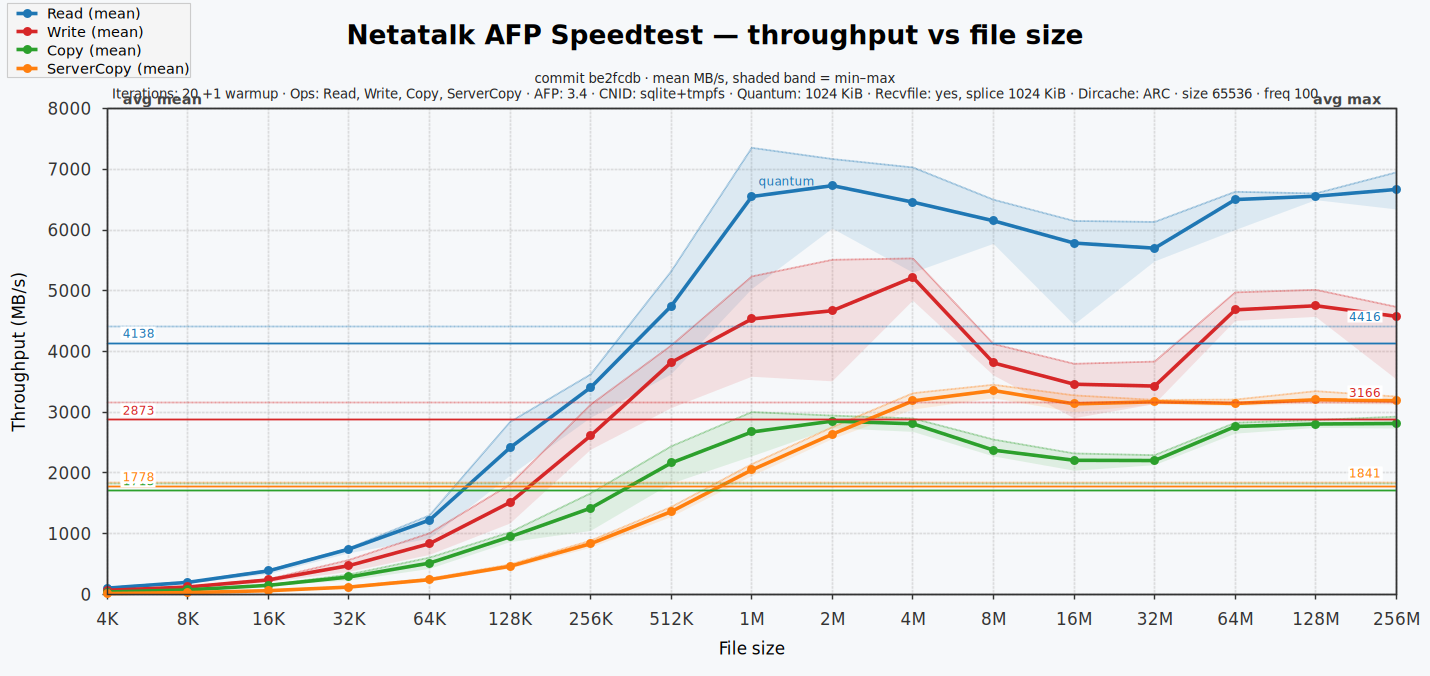 Read (mean)
Write (mean)
Copy (mean)
ServerCopy (mean)
Netatalk AFP Speedtest — throughput vs file size
commit be2fcdb · mean MB/s, shaded band = min–max
Iterations: 20 +1 warmup · Ops: Read, Write, Copy, ServerCopy · AFP: 3.4 · CNID: sqlite+tmpfs · Quantum: 1024 KiB · Recvfile: yes, splice 1024 KiB · Dircache: ARC · size 65536 · freq 100
avg mean
avg max
8000
7000
6000
5000
4000
3000
2000
1000
0
Throughput (MB/s)
quantum
4138
4416
2873
3166
1778
1841
4K 8K 16K 32K 64K 128K 256K 512K 1M 2M 4M 8M 16M 32M 64M 128M 256M
File size